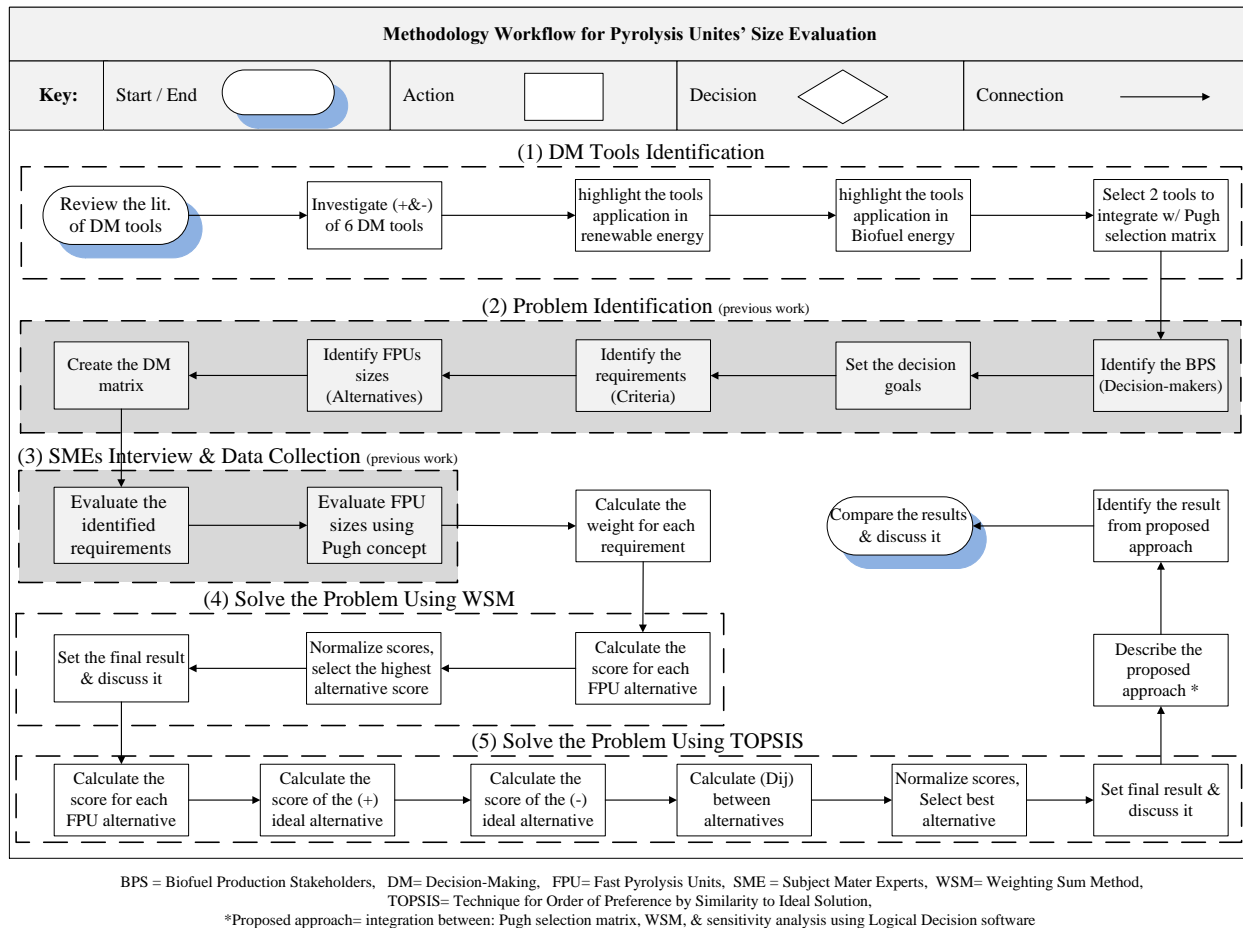 Methodology Workflow for Pyrolysis Unites' Size Evaluation
Key:
Start / End
Action
Decision
Connection
(1) DM Tools Identification
Review the lit.
of DM tools
Investigate (+&-)
of 6 DM tools
highlight the tools
application in
renewable energy
highlight the tools
application in
Biofuel energy
Select 2 tools to
integrate w/ Pugh
selection matrix
(2) Problem Identification (previous work)
Create the DM
matrix
Identify FPUs
sizes
(Alternatives)
Identify the
requirements
(Criteria)
Set the decision
goals
Identify the BPS
(Decision-makers)
(3) SMEs Interview & Data Collection (previous work)
Evaluate the
identified
requirements
Evaluate FPU
sizes using
Pugh concept
Calculate the
weight for each
requirement
Compare the results
& discuss it
Identify the result
from proposed
approach
(4) Solve the Problem Using WSM
Set the final result
& discuss it
Normalize scores,
select the highest
alternative score
Calculate the
score for each
FPU alternative
Describe the
proposed
approach *
(5) Solve the Problem Using TOPSIS
Calculate the
score for each
FPU alternative
Calculate the
score of the (+)
ideal alternative
Calculate the
score of the (-)
ideal alternative
Calculate (Dij)
between
alternatives
Normalize scores,
Select best
alternative
Set final result &
discuss it
BPS = Biofuel Production Stakeholders, DM= Decision-Making, FPU= Fast Pyrolysis Units, SME = Subject Mater Experts, WSM= Weighting Sum Method,
TOPSIS= Technique for Order of Preference by Similarity to Ideal Solution,
*Proposed approach= integration between: Pugh selection matrix, WSM, & sensitivity analysis using Logical Decision software